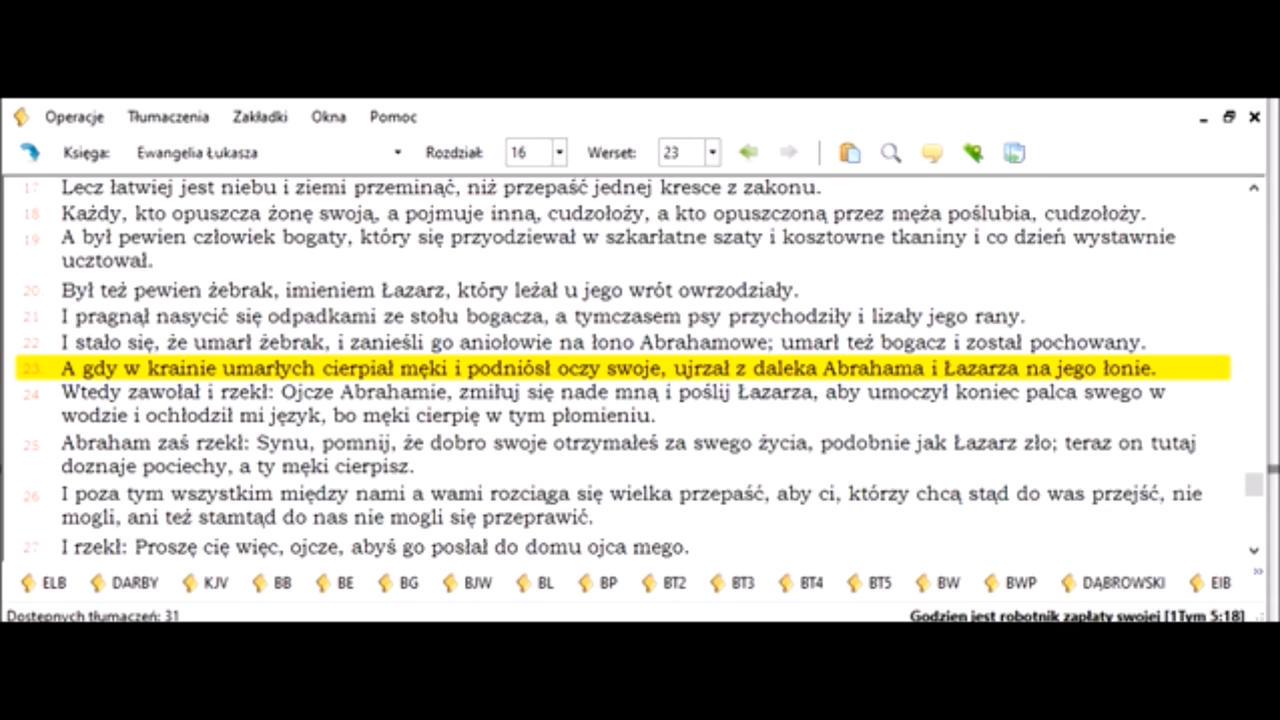 Operacje Tłumaczenia Zakładki Okna Pomoc
Księga: Ewangelia Łukasza Rozdział: 16 Werset: 23
17 Lecz łatwiej jest niebu i ziemi przeminąć, niż przepaść jednej kresce z zakonu.
18 Każdy, kto opuszcza żonę swoją, a pojmuje inną, cudzołoży, a kto opuszczoną przez męża poślubia, cudzołoży.
19 A był pewien człowiek bogaty, który się przyodziewał w szkarłatne szaty i kosztowne tkaniny i co dzień wystawnie
ucztował.
20 Był też pewien żebrak, imieniem Łazarz, który leżał u jego wrót owrzodziały.
21 I pragnął nasycić się odpadkami ze stołu bogacza, a tymczasem psy przychodziły i lizały jego rany.
22 I stało się, że umarł żebrak, i zanieśli go aniołowie na łono Abrahamowe; umarł też bogacz i został pochowany.
23 A gdy w krainie umarłych cierpiał męki i podniósł oczy swoje, ujrzał z daleka Abrahama i Łazarza na jego łonie.
24 Wtedy zawołał i rzekł: Ojcze Abrahamie, zmiłuj się nade mną i poślij Łazarza, aby umoczył koniec palca swego w
wodzie i ochłodził mi język, bo męki cierpię w tym płomieniu.
25 Abraham zaś rzekł: Synu, pomnij, że dobro swoje otrzymałeś za swego życia, podobnie jak Łazarz zło; teraz on tutaj
doznaje pociechy, a ty męki cierpisz.
26 I poza tym wszystkim między nami a wami rozciąga się wielka przepaść, aby ci, którzy chcą stąd do was przejść, nie
mogli, ani też stamtąd do nas nie mogli się przeprawić.
27 I rzekł: Proszę cię więc, ojcze, abyś go posłał do domu ojca mego.
ELB DARBY KJV BB BE BG BJW BL BP BT2 BT3 BT4 BT5 BW BWP DĄBROWSKI EIB
Dostępnych tłumaczeń: 31 Godzien jest robotnik zapłaty swojej [1Tym 5:18]